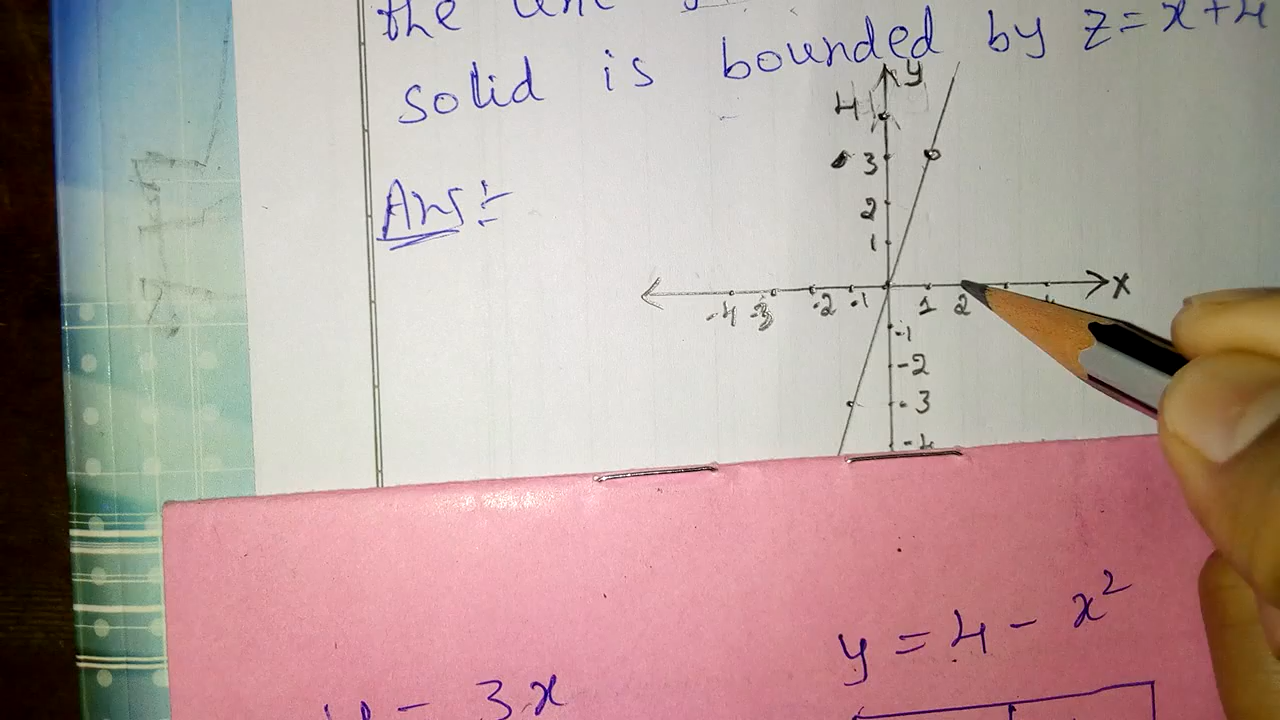 the
solid is bounded by z = x + 4
Ans:-
y
4
3
2
1
x
-4 -3 -2 -1 1 2
-1
-2
-3
-4
y = 4 - x²
y = 3x